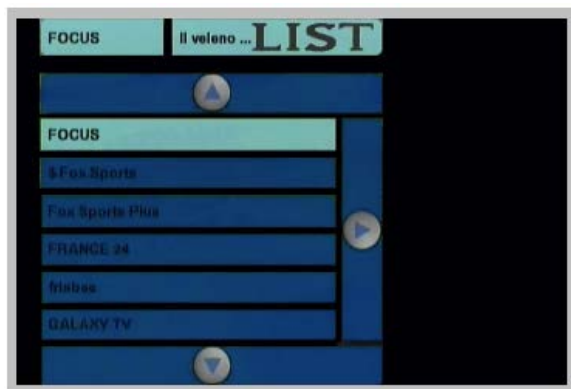 FOCUS Il veleno ... LIST
FOCUS
$Fox Sports
Fox Sports Plus
FRANCE 24
frisbee
GALAXY TV